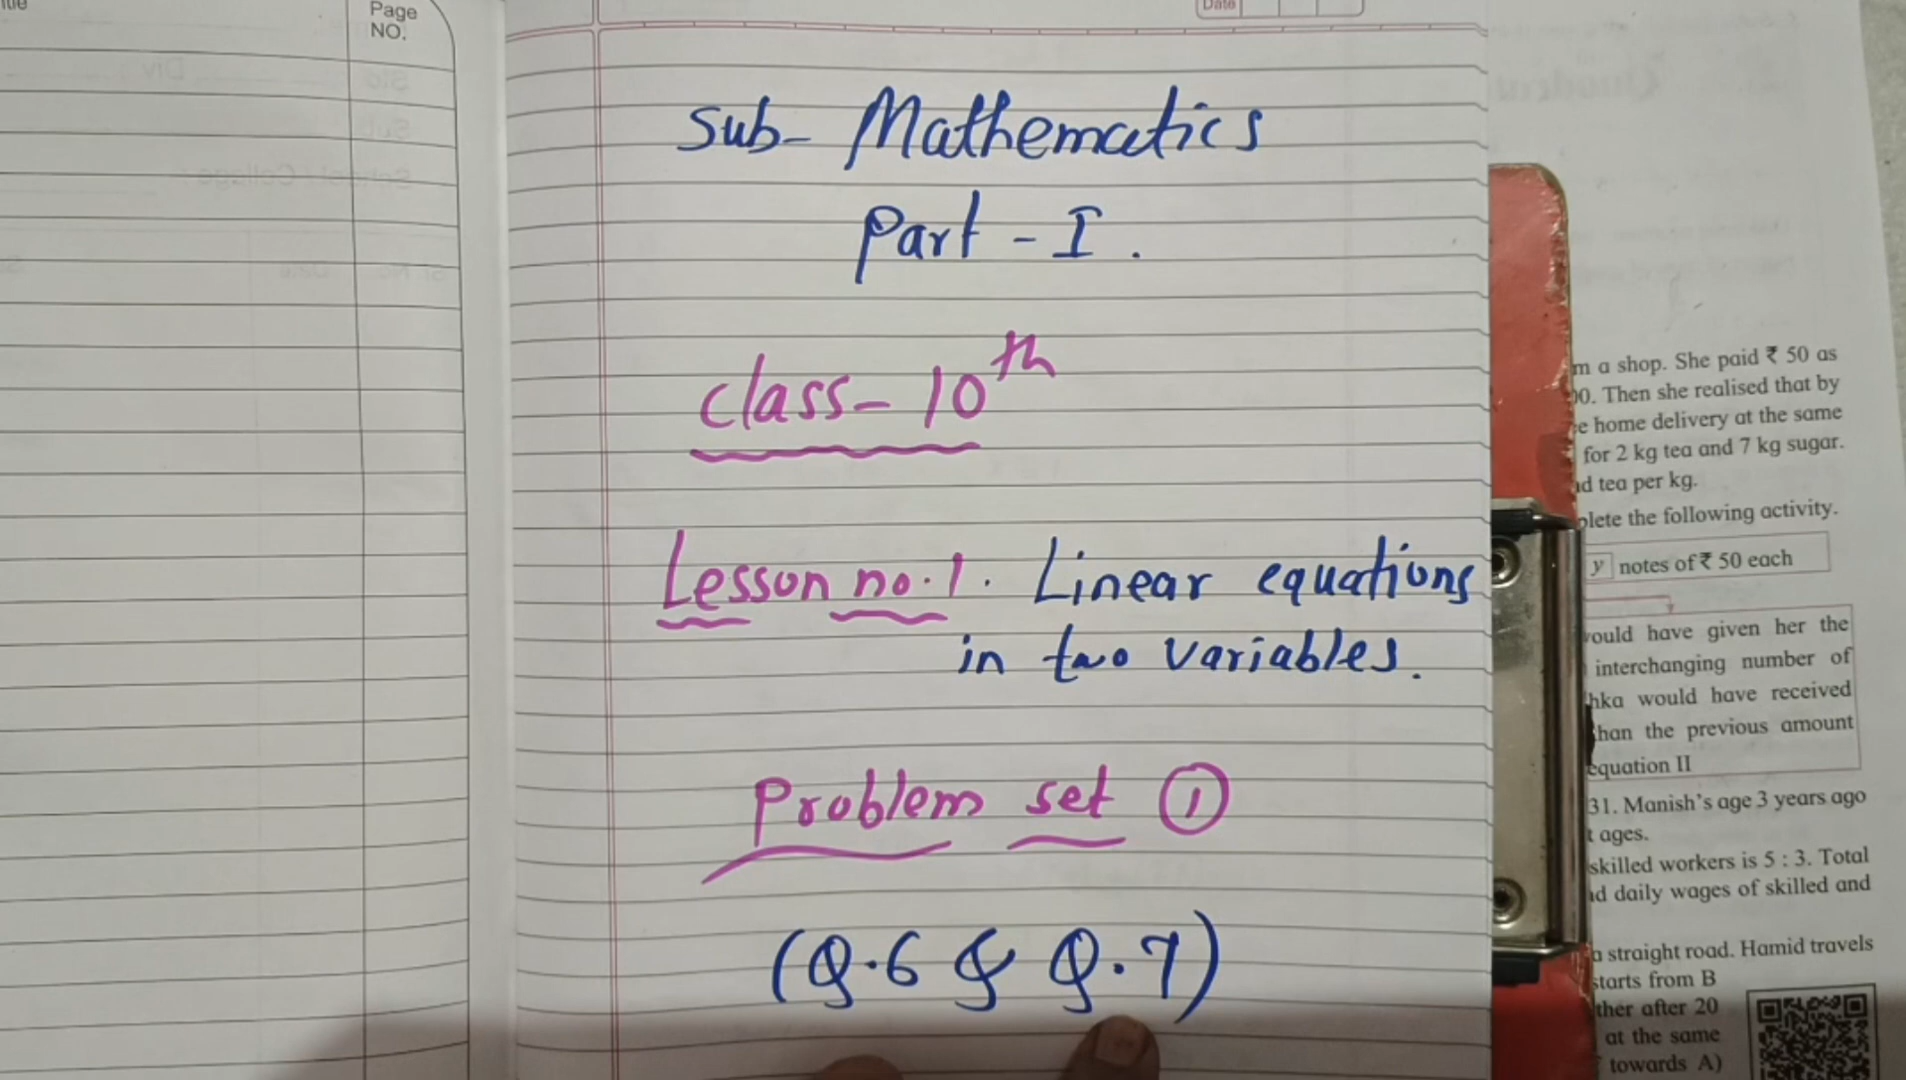 Page
NO.
Date
Sub- Mathematics
Part - I.
Class- 10th
Lesson no.1. Linear equations
in two variables.
Problem set ①
(Q.6 & Q.7)
a shop. She paid ₹ 50 as
Then she realised that by
home delivery at the same
for 2 kg tea and 7 kg sugar.
tea per kg.
the following activity.
y notes of ₹ 50 each
would have given her the
interchanging number of
would have received
than the previous amount
equation II
31. Manish's age 3 years ago
ages.
skilled workers is 5 : 3. Total
daily wages of skilled and
a straight road. Hamid travels
starts from B
after 20
at the same
towards A)